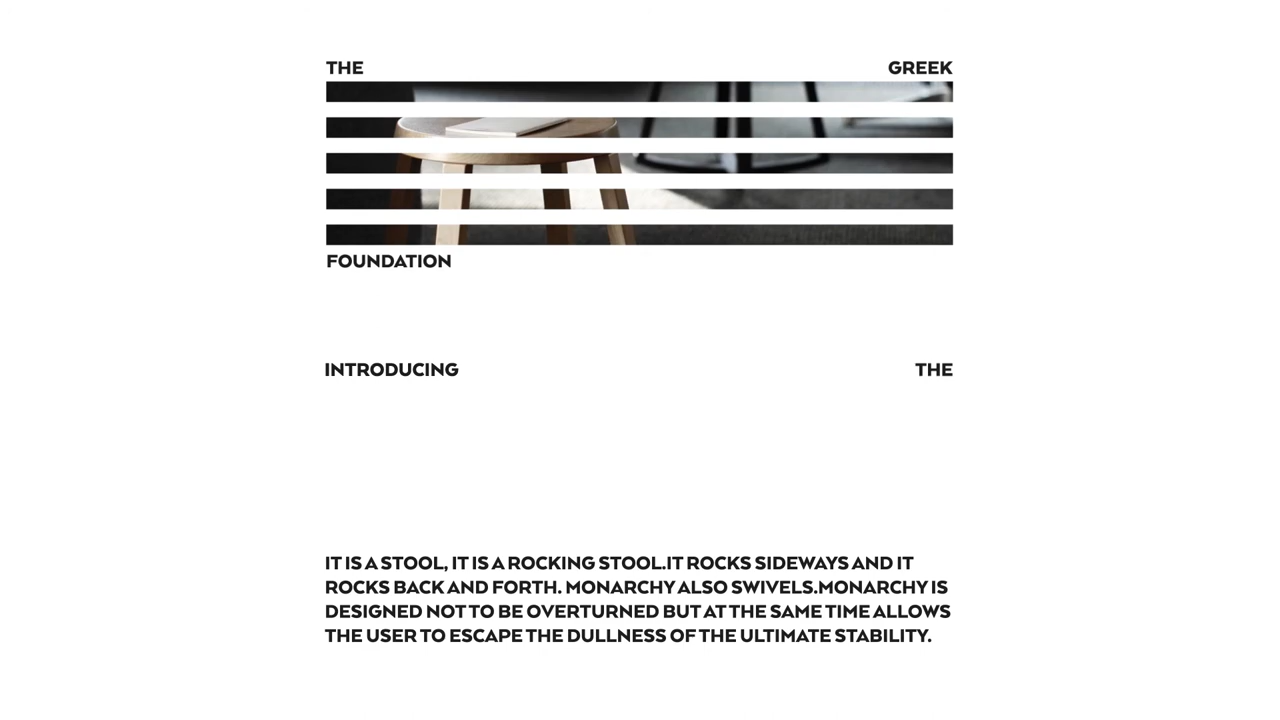 THE GREEK
FOUNDATION
INTRODUCING THE
IT IS A STOOL, IT IS A ROCKING STOOL.IT ROCKS SIDEWAYS AND IT
ROCKS BACK AND FORTH. MONARCHY ALSO SWIVELS.MONARCHY IS
DESIGNED NOT TO BE OVERTURNED BUT AT THE SAME TIME ALLOWS
THE USER TO ESCAPE THE DULLNESS OF THE ULTIMATE STABILITY.